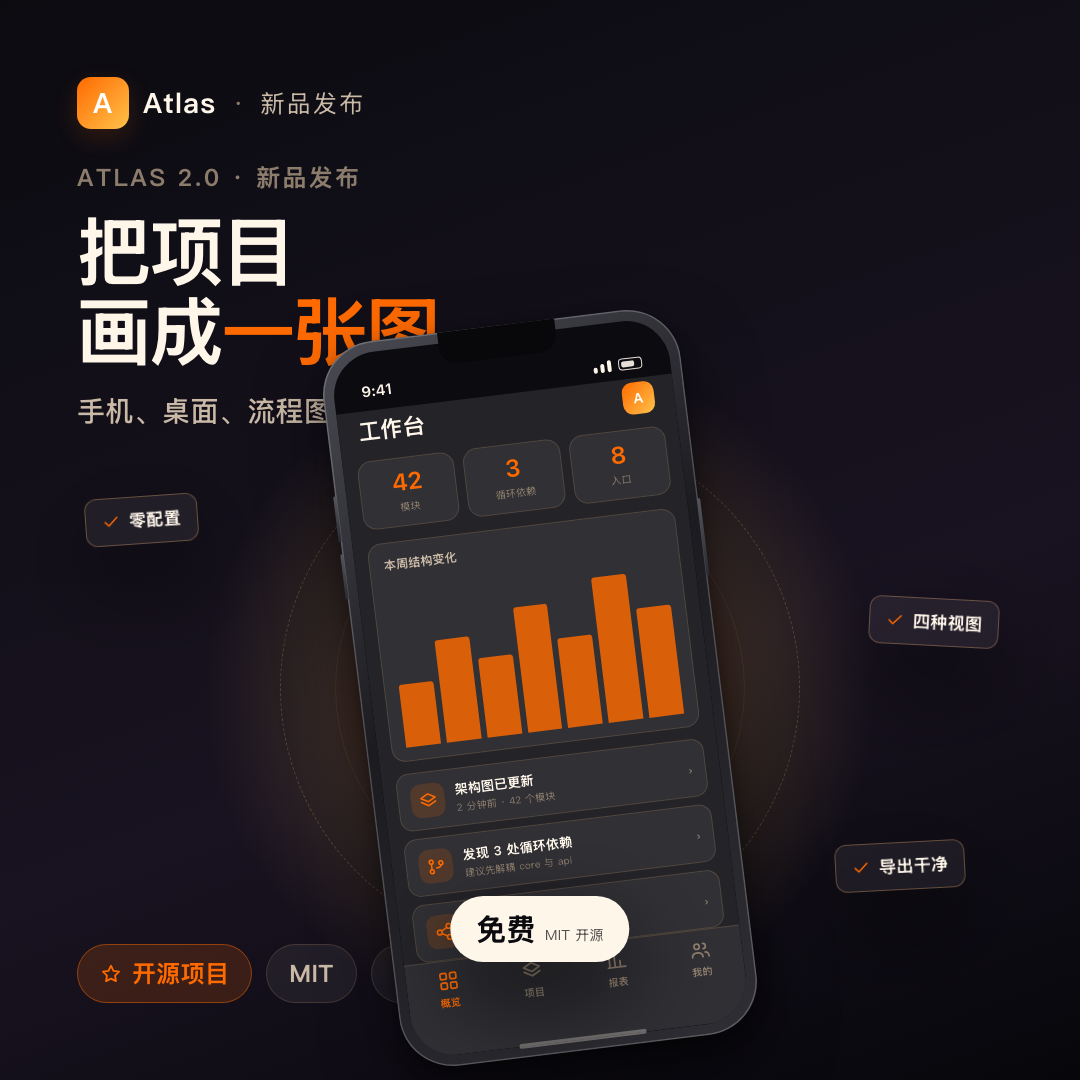 A Atlas · 新品发布
ATLAS 2.0 · 新品发布
把项目
画成一张图
手机、桌面、流程图
9:41
工作台
A
42
模块
3
循环依赖
8
入口
本周结构变化
零配置
四种视图
架构图已更新
2 分钟前 · 42 个模块
发现 3 处循环依赖
建议先解耦 core 与 api
导出干净
免费 MIT 开源
开源项目
MIT
概览
项目
报表
我的